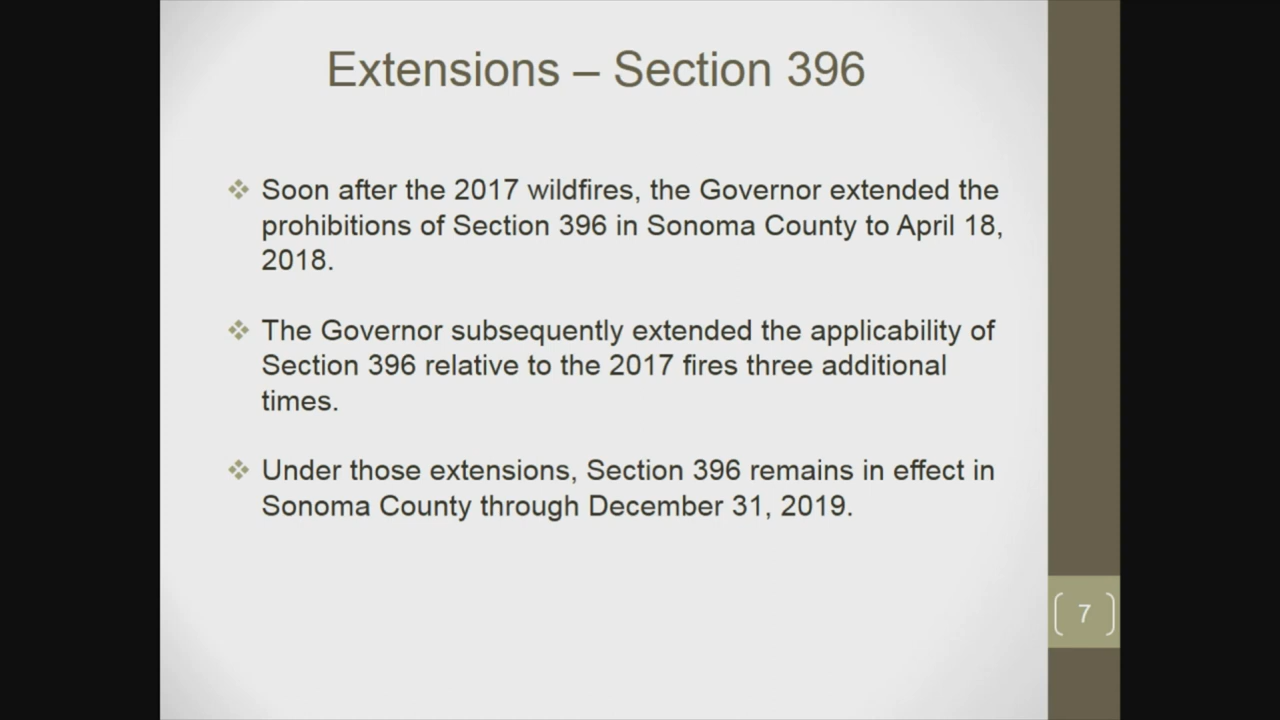 Extensions – Section 396
Soon after the 2017 wildfires, the Governor extended the
prohibitions of Section 396 in Sonoma County to April 18,
2018.
The Governor subsequently extended the applicability of
Section 396 relative to the 2017 fires three additional
times.
Under those extensions, Section 396 remains in effect in
Sonoma County through December 31, 2019.
7